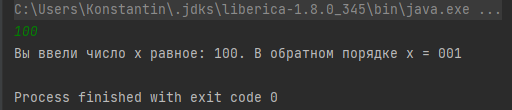 C:\Users\Konstantin\.jdks\liberica-1.8.0_345\bin\java.exe ...
100
Вы ввели число x равное: 100. В обратном порядке x = 001
Process finished with exit code 0